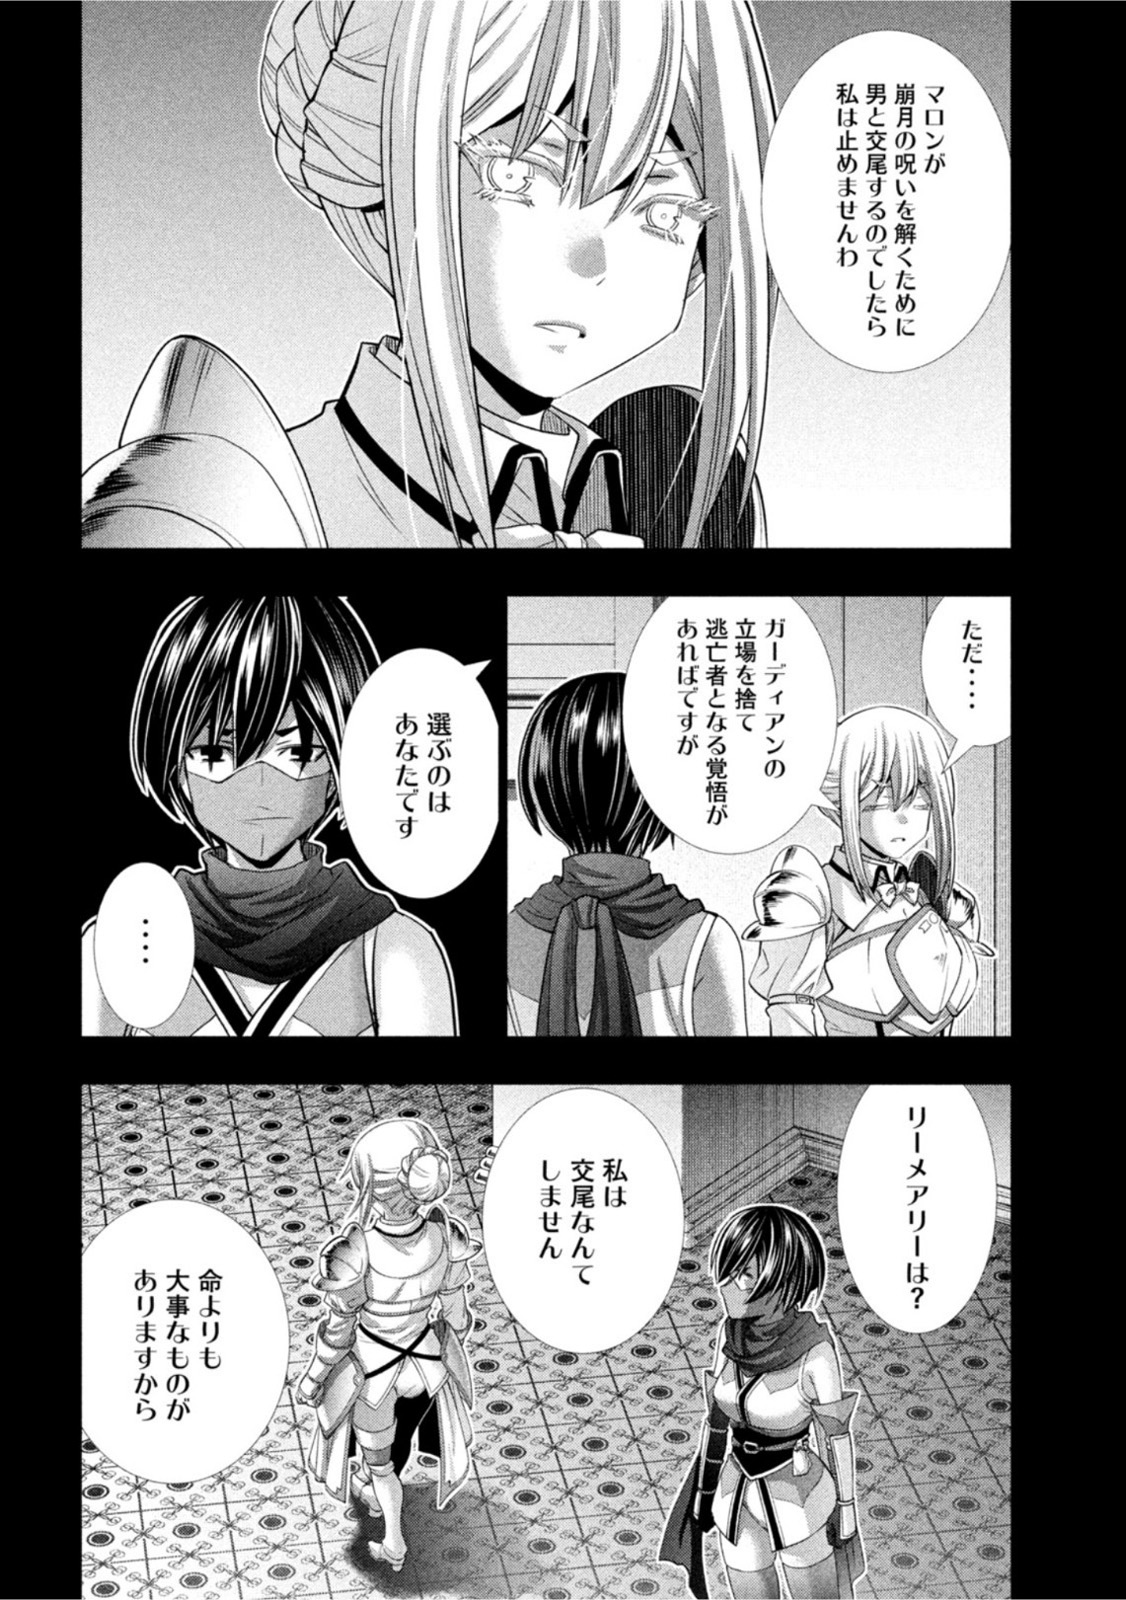 マロンが
崩月の呪いを解くために
男と交尾するのでしたら
私は止めませんわ
ただ‥‥
ガーディアンの
立場を捨て
逃亡者となる覚悟が
あればですが
選ぶのは
あなたです
‥‥
リーメアリーは？
私は
交尾なんて
しません
命よりも
大事なものが
ありますから